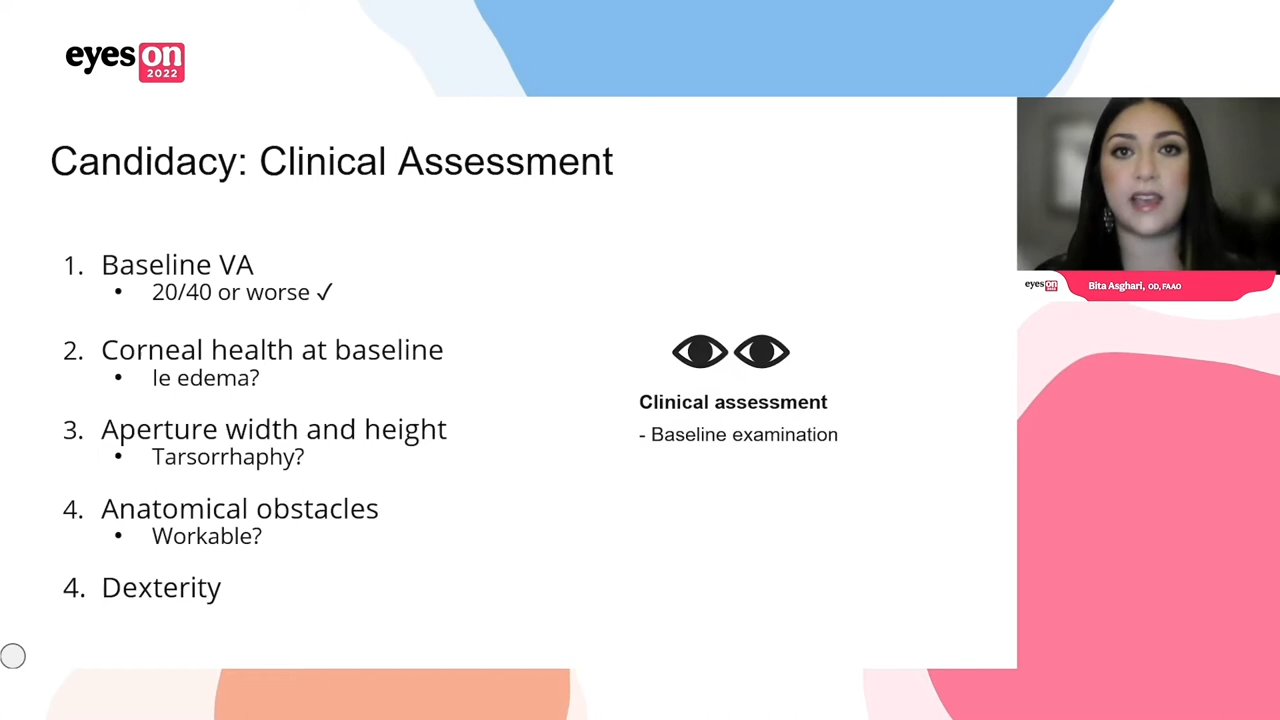 eyes on
2022
Candidacy: Clinical Assessment
1. Baseline VA
• 20/40 or worse ✓
2. Corneal health at baseline
• Ie edema?
3. Aperture width and height
• Tarsorrhaphy?
4. Anatomical obstacles
• Workable?
4. Dexterity
Clinical assessment
- Baseline examination
eyes on
2022
Bita Asghari, OD, FAAO